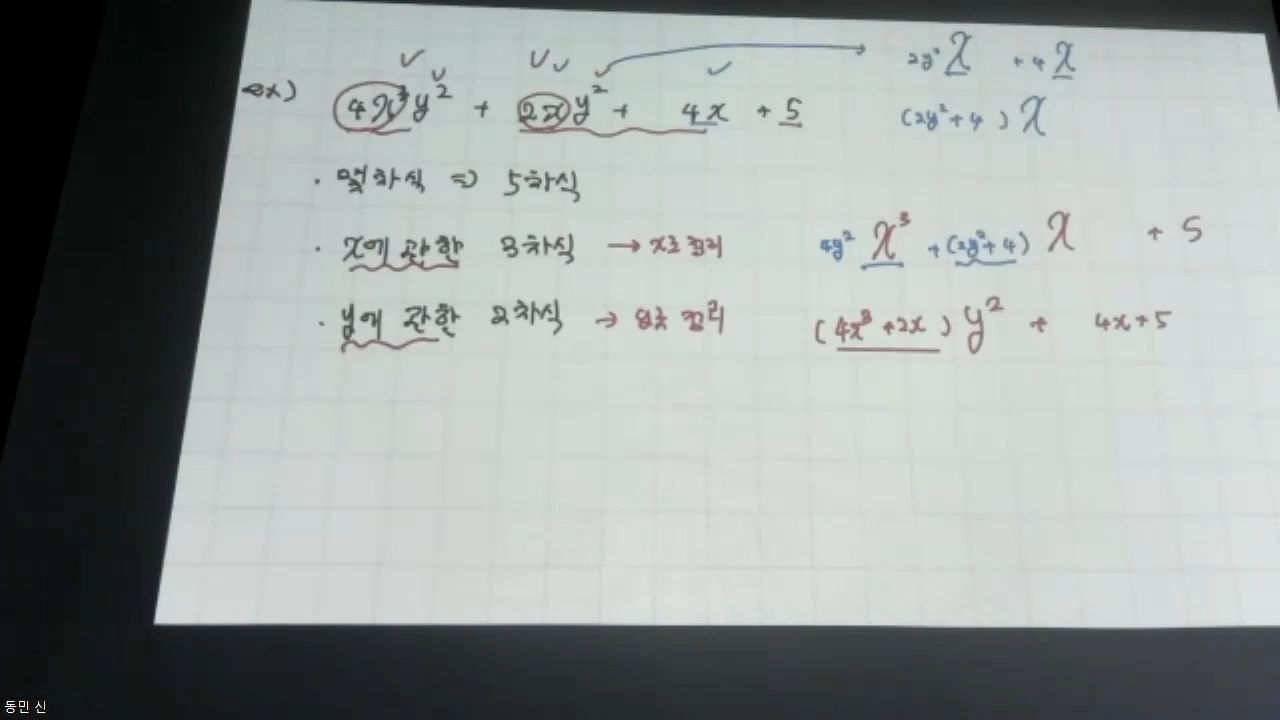 ex) 4x³y² + 2xy² + 4x + 5
2y²x + 4x
(2y²+4)x
· 몇차식 ⇒ 5차식
· x에 관한 3차식 → x로 정리 4y²x³ + (2y²+4)x + 5
· y에 관한 2차식 → y로 정리 (4x³+2x)y² + 4x+5
동민 신